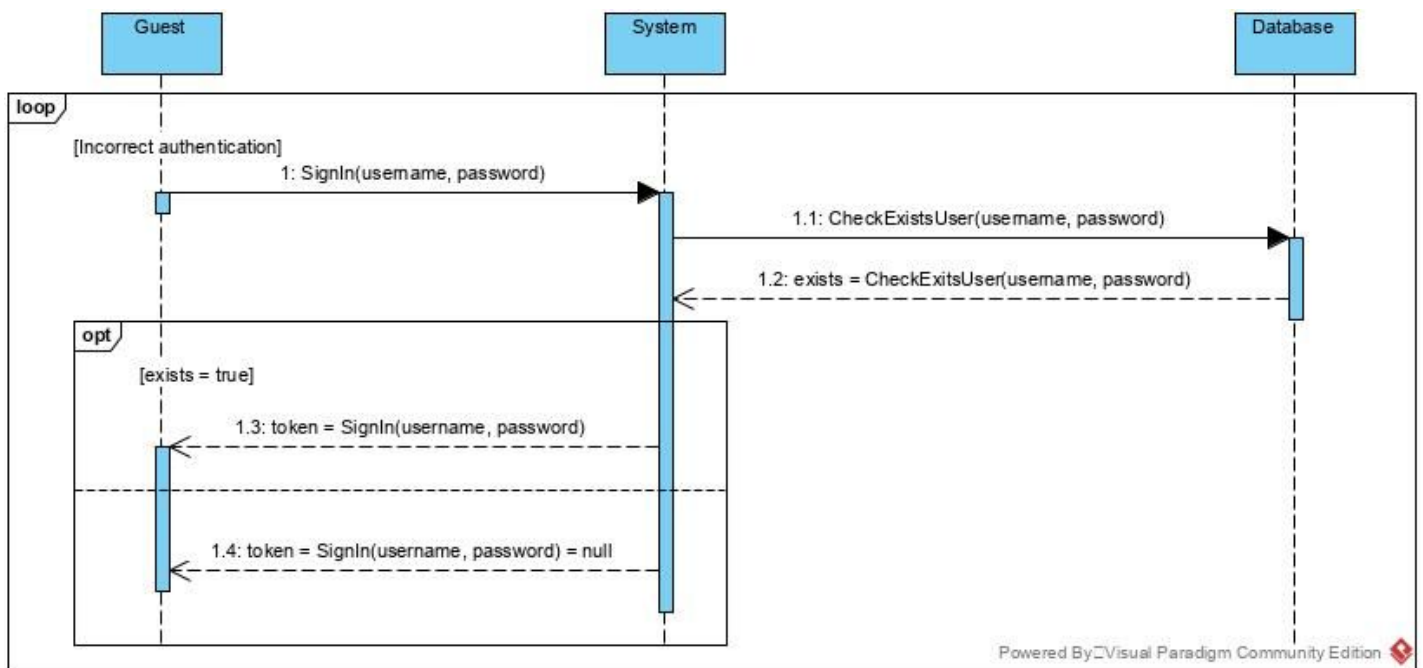 Guest
System
Database
loop
[Incorrect authentication]
1: SignIn(username, password)
1.1: CheckExistsUser(username, password)
1.2: exists = CheckExitsUser(username, password)
opt
[exists = true]
1.3: token = SignIn(username, password)
1.4: token = SignIn(username, password) = null
Powered By Visual Paradigm Community Edition